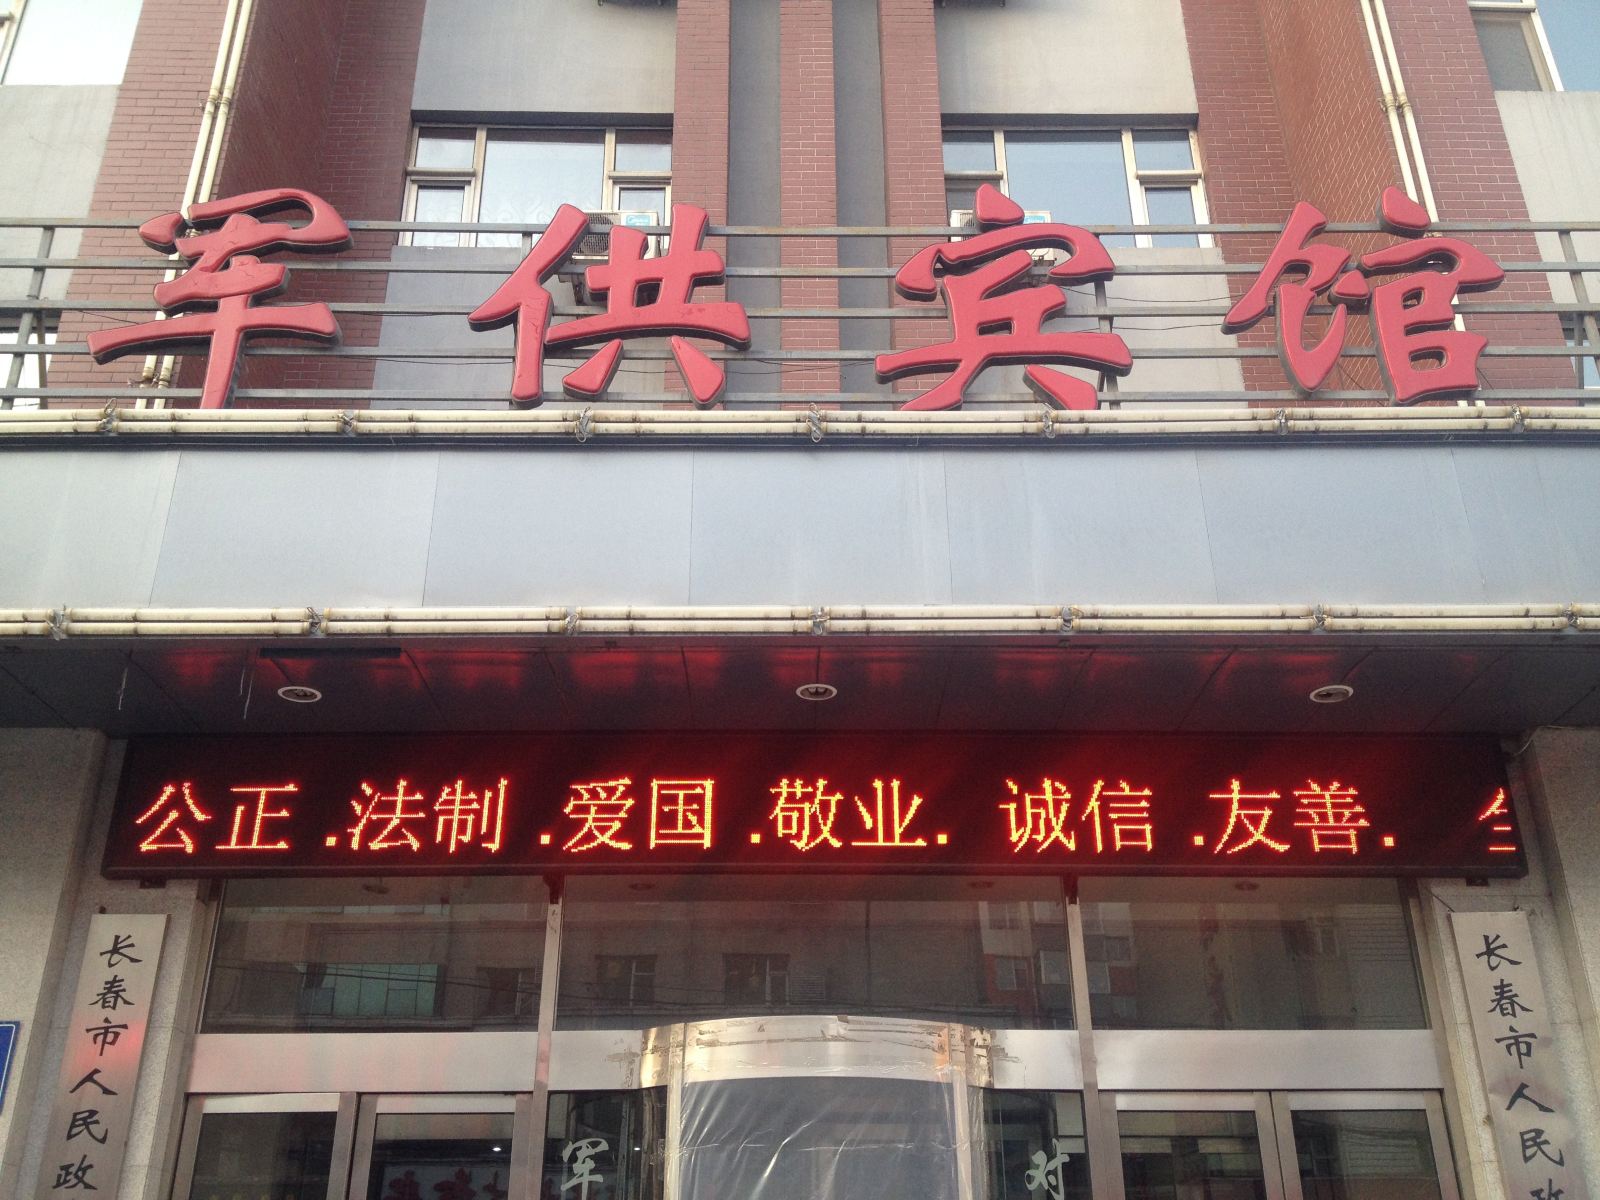 军供宾馆
公正.法制.爱国.敬业. 诚信.友善.
长春市人民政
长春市人民政
军
对